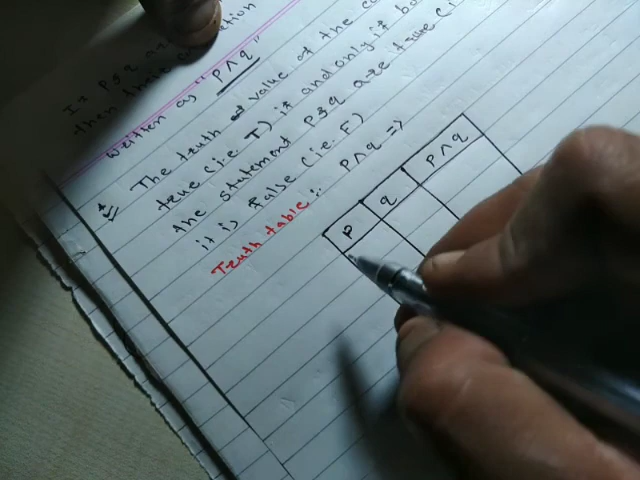 If p & q
then their
written as "p∧q"
* The truth value of the
true (i.e. T) if and only if bo
the statement p & q are true (i
it is False (i.e. F)
Truth table: p∧q =>
p q p∧q